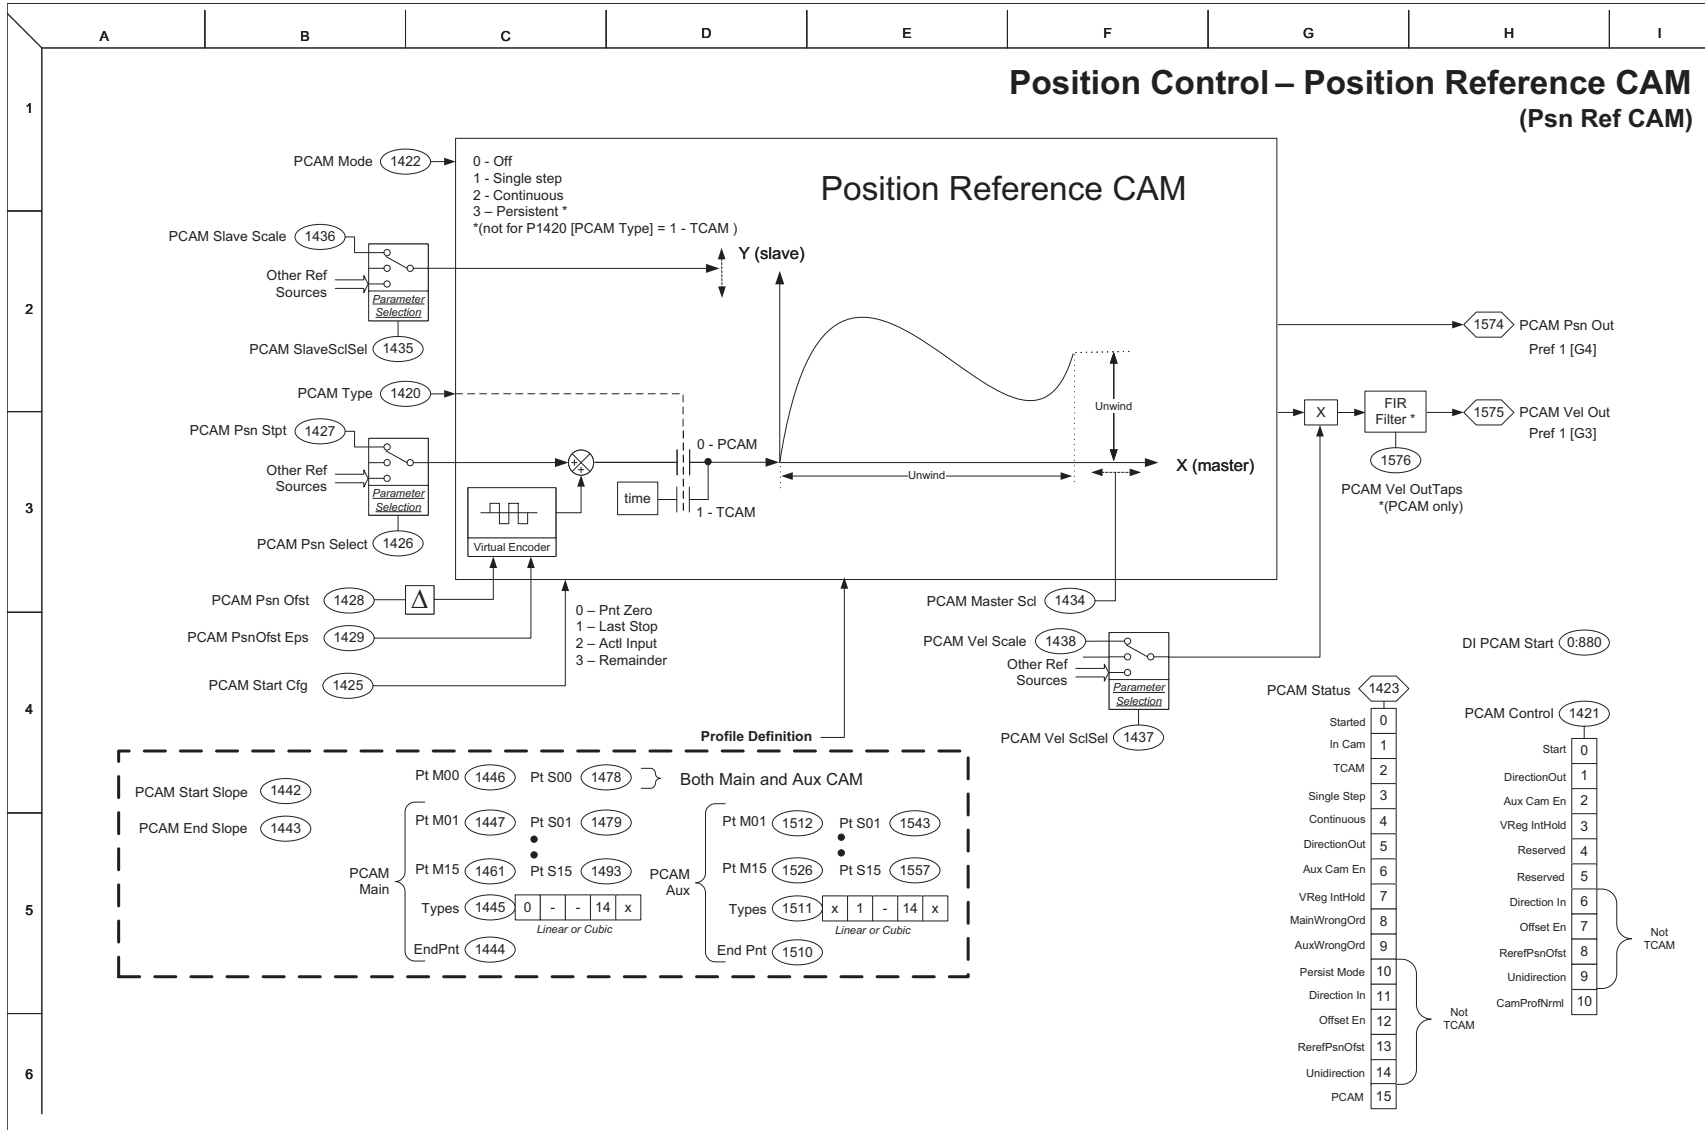 A B C D E F G H I
1
2
3
4
5
6
Position Control – Position Reference CAM
(Psn Ref CAM)
PCAM Mode 1422
0 - Off
1 - Single step
2 - Continuous
3 – Persistent *
*(not for P1420 [PCAM Type] = 1 - TCAM )
Position Reference CAM
PCAM Slave Scale 1436
Other Ref
Sources
Parameter
Selection
PCAM SlaveSclSel 1435
Y (slave)
PCAM Type 1420
PCAM Psn Stpt 1427
Other Ref
Sources
Parameter
Selection
PCAM Psn Select 1426
Virtual Encoder
+
+
time
0 - PCAM
1 - TCAM
Unwind
Unwind
X (master)
1574 PCAM Psn Out
Pref 1 [G4]
X
FIR
Filter *
1575 PCAM Vel Out
Pref 1 [G3]
1576
PCAM Vel OutTaps
*(PCAM only)
PCAM Psn Ofst 1428 Δ
PCAM PsnOfst Eps 1429
PCAM Start Cfg 1425
0 – Pnt Zero
1 – Last Stop
2 – Actl Input
3 – Remainder
PCAM Master Scl 1434
PCAM Vel Scale 1438
Other Ref
Sources
Parameter
Selection
PCAM Vel SclSel 1437
DI PCAM Start 0:880
Profile Definition
PCAM Start Slope 1442
PCAM End Slope 1443
Pt M00 1446 Pt S00 1478 Both Main and Aux CAM
PCAM
Main
Pt M01 1447 Pt S01 1479
Pt M15 1461 Pt S15 1493
Types 1445 0 - - 14 x
Linear or Cubic
EndPnt 1444
PCAM
Aux
Pt M01 1512 Pt S01 1543
Pt M15 1526 Pt S15 1557
Types 1511 x 1 - 14 x
Linear or Cubic
End Pnt 1510
PCAM Status 1423
Started 0
In Cam 1
TCAM 2
Single Step 3
Continuous 4
DirectionOut 5
Aux Cam En 6
VReg IntHold 7
MainWrongOrd 8
AuxWrongOrd 9
Persist Mode 10
Direction In 11
Offset En 12
RerefPsnOfst 13
Unidirection 14
PCAM 15
Not
TCAM
PCAM Control 1421
Start 0
DirectionOut 1
Aux Cam En 2
VReg IntHold 3
Reserved 4
Reserved 5
Direction In 6
Offset En 7
RerefPsnOfst 8
Unidirection 9
CamProfNrml 10
Not
TCAM